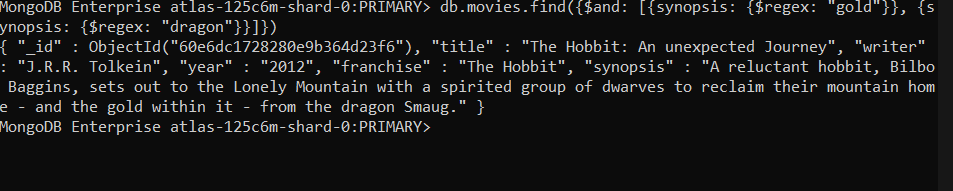 MongoDB Enterprise atlas-125c6m-shard-0:PRIMARY> db.movies.find({$and: [{synopsis: {$regex: "gold"}}, {s
ynopsis: {$regex: "dragon"}}]})
{ "_id" : ObjectId("60e6dc1728280e9b364d23f6"), "title" : "The Hobbit: An unexpected Journey", "writer"
: "J.R.R. Tolkein", "year" : "2012", "franchise" : "The Hobbit", "synopsis" : "A reluctant hobbit, Bilbo
Baggins, sets out to the Lonely Mountain with a spirited group of dwarves to reclaim their mountain hom
e - and the gold within it - from the dragon Smaug." }
MongoDB Enterprise atlas-125c6m-shard-0:PRIMARY>